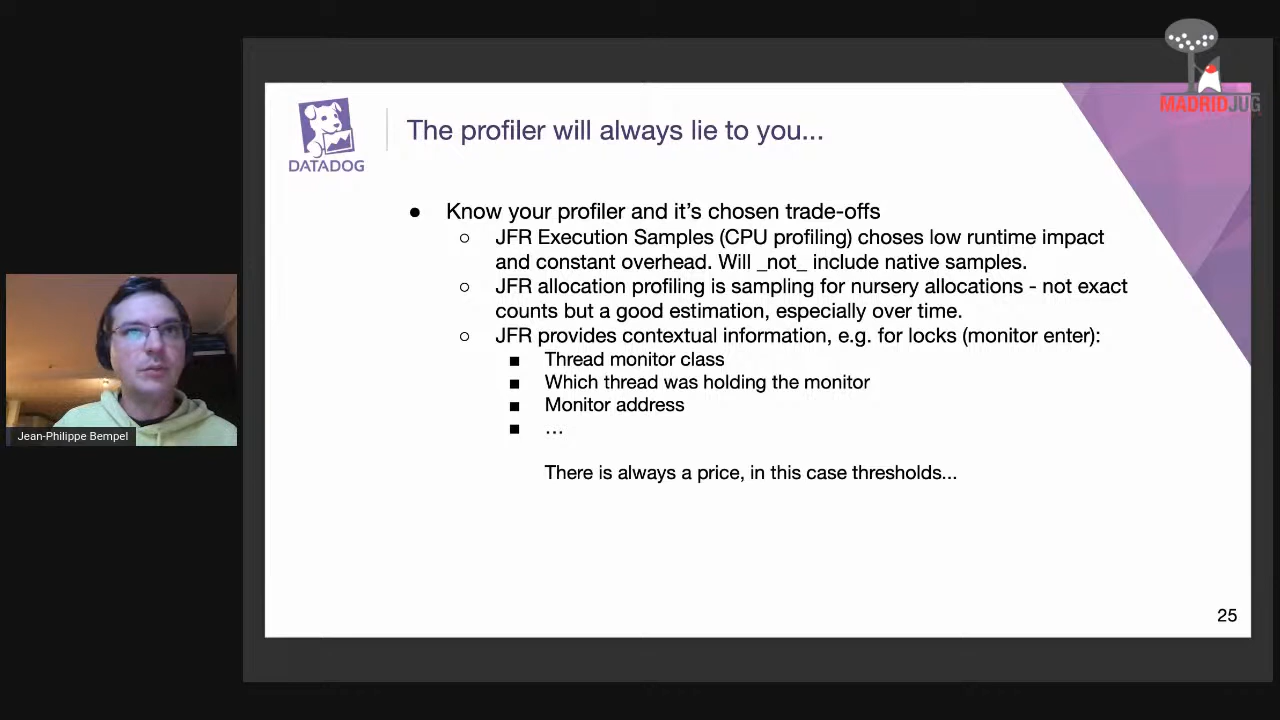 MADRIDJUG
DATADOG
The profiler will always lie to you...
● Know your profiler and it's chosen trade-offs
○ JFR Execution Samples (CPU profiling) choses low runtime impact
and constant overhead. Will _not_ include native samples.
○ JFR allocation profiling is sampling for nursery allocations - not exact
counts but a good estimation, especially over time.
○ JFR provides contextual information, e.g. for locks (monitor enter):
■ Thread monitor class
■ Which thread was holding the monitor
■ Monitor address
■ …
There is always a price, in this case thresholds...
Jean-Philippe Bempel
25